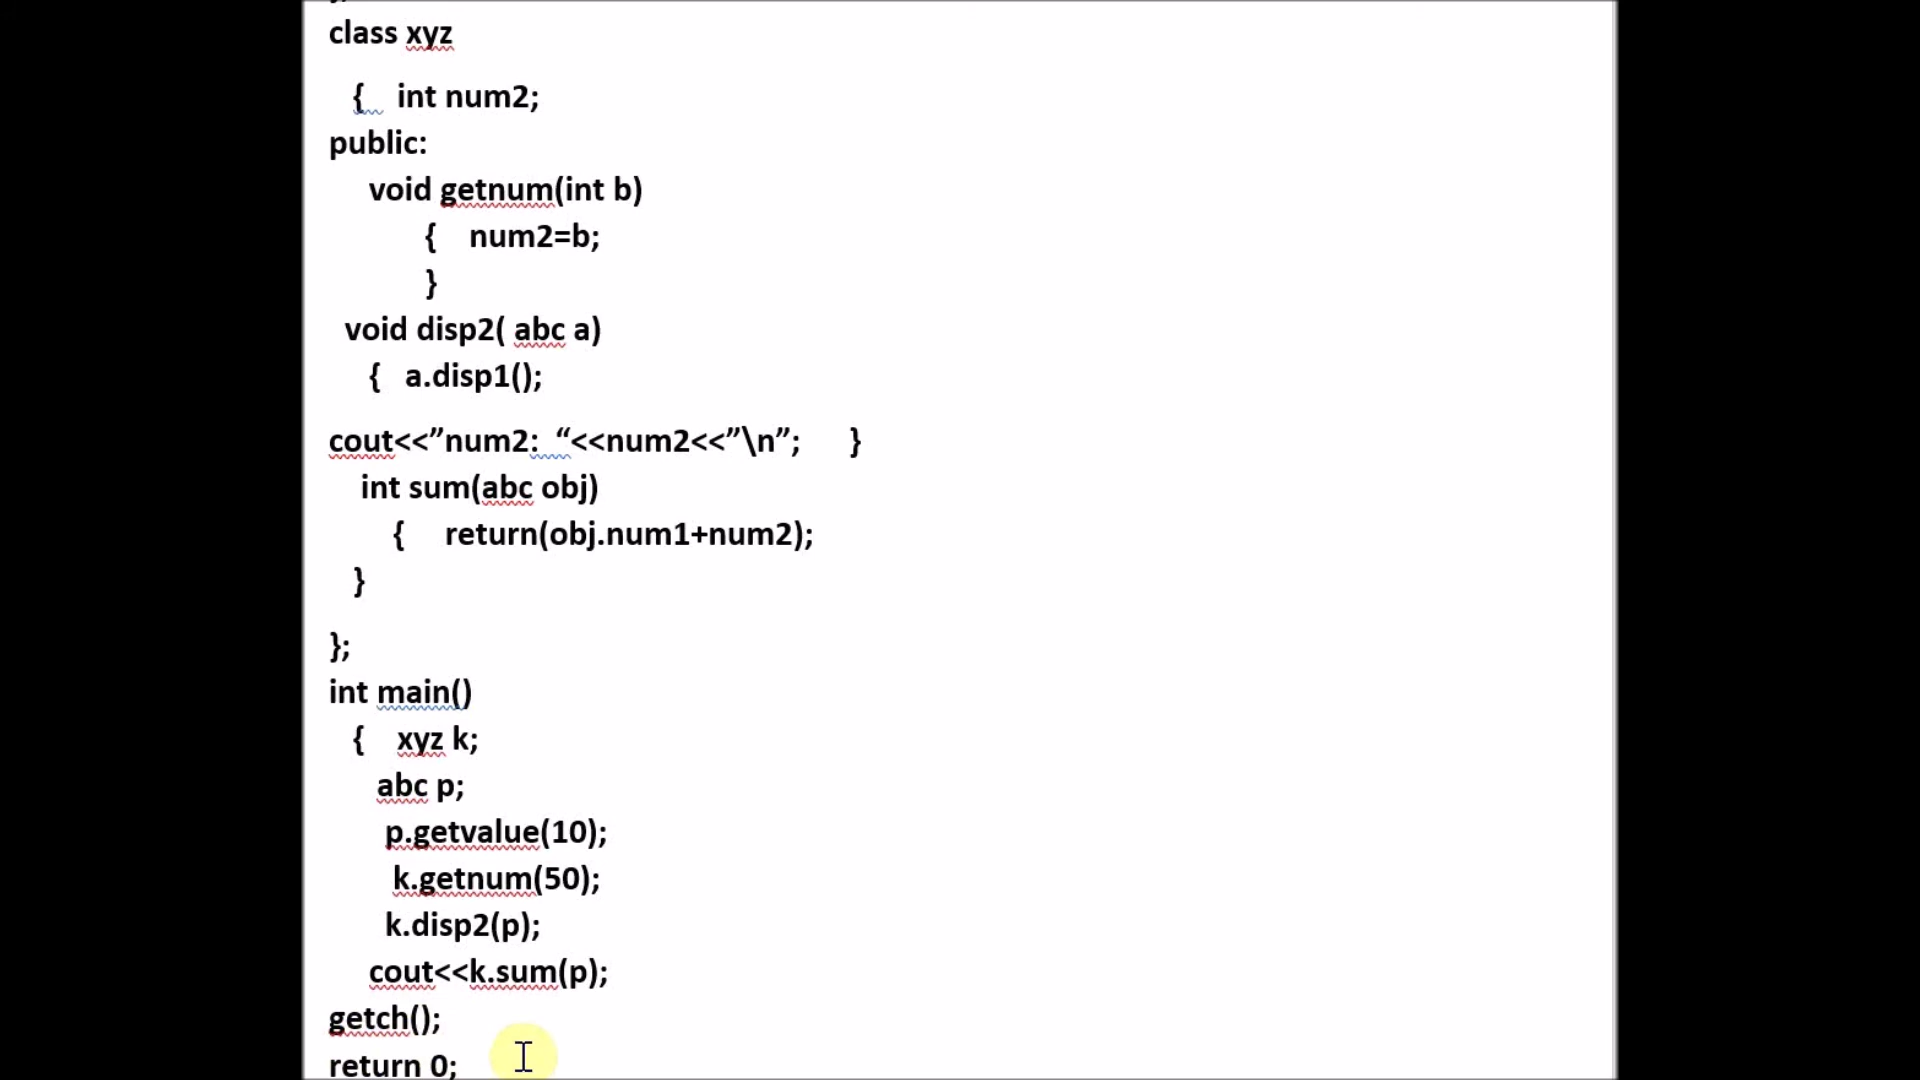 class xyz
{ int num2;
public:
void getnum(int b)
{ num2=b;
}
void disp2( abc a)
{ a.disp1();
cout<<”num2: “<<num2<<”\n”; }
int sum(abc obj)
{ return(obj.num1+num2);
}
};
int main()
{ xyz k;
abc p;
p.getvalue(10);
k.getnum(50);
k.disp2(p);
cout<<k.sum(p);
getch();
return 0;